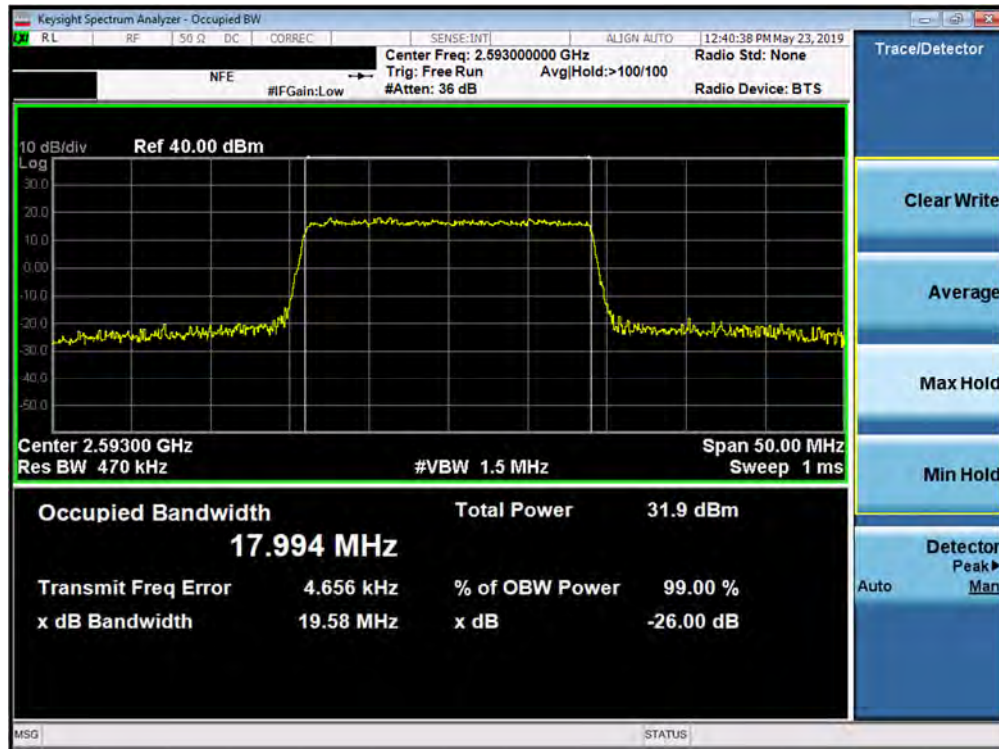 Keysight Spectrum Analyzer - Occupied BW
LXI RL RF 50 Ω DC CORREC SENSE:INT ALIGN AUTO 12:40:38 PM May 23, 2019
Center Freq: 2.593000000 GHz Radio Std: None
NFE Trig: Free Run Avg|Hold:>100/100
#IFGain:Low #Atten: 36 dB Radio Device: BTS
10 dB/div Ref 40.00 dBm
Log
30.0
20.0
10.0
0.00
-10.0
-20.0
-30.0
-40.0
-50.0
Center 2.59300 GHz Span 50.00 MHz
Res BW 470 kHz #VBW 1.5 MHz Sweep 1 ms
Occupied Bandwidth Total Power 31.9 dBm
17.994 MHz
Transmit Freq Error 4.656 kHz % of OBW Power 99.00 %
x dB Bandwidth 19.58 MHz x dB -26.00 dB
Trace/Detector
Clear Write
Average
Max Hold
Min Hold
Detector
Peak▶
Auto Man
MSG STATUS